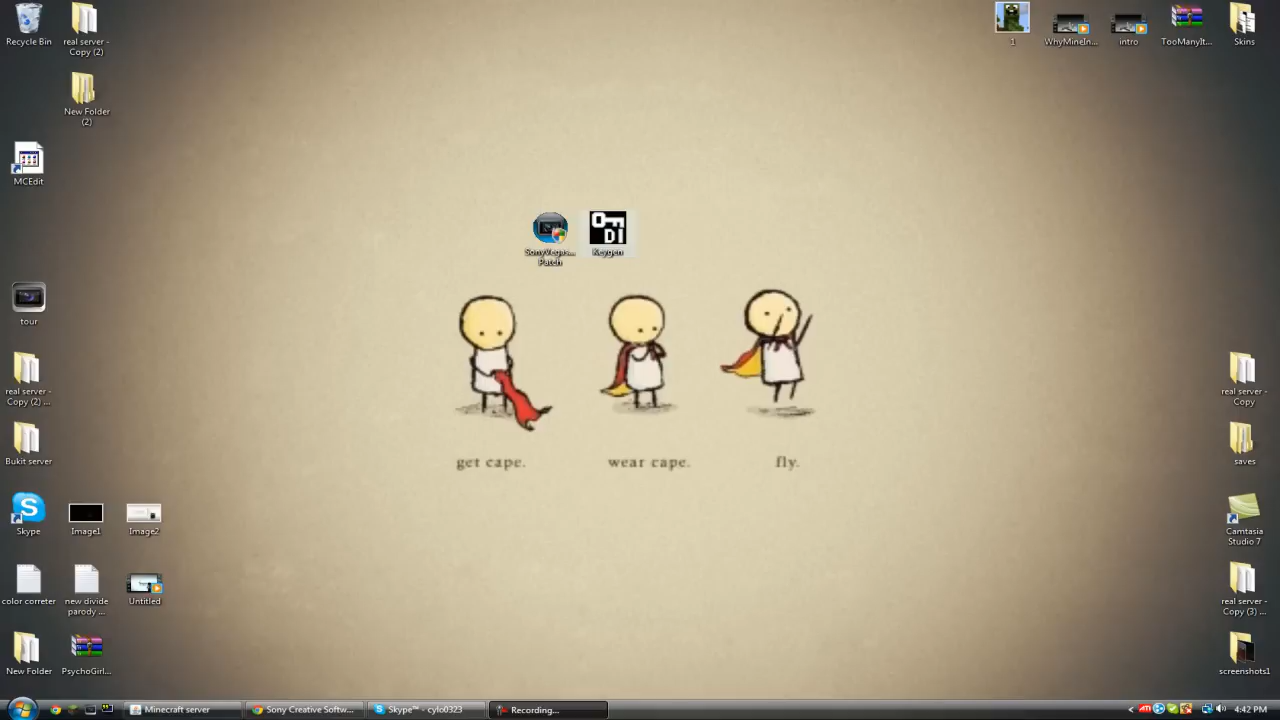 Recycle Bin
real server -
Copy (2)
1
WhyMineIn...
intro
TooManyIt...
Skins
New Folder
(2)
MCEdit
SonyVegas...
Patch
Keygen
tour
real server -
Copy (2) ...
real server -
Copy
get cape.
wear cape.
fly.
Bukit server
saves
Skype
Image1
Image2
Camtasia
Studio 7
color correter
new divide
parody ...
Untitled
real server -
Copy (3) ...
New Folder
PsychoGirl...
screenshots1
Minecraft server
Sony Creative Softw...
Skype™ - cylo0323
Recording...
4:42 PM